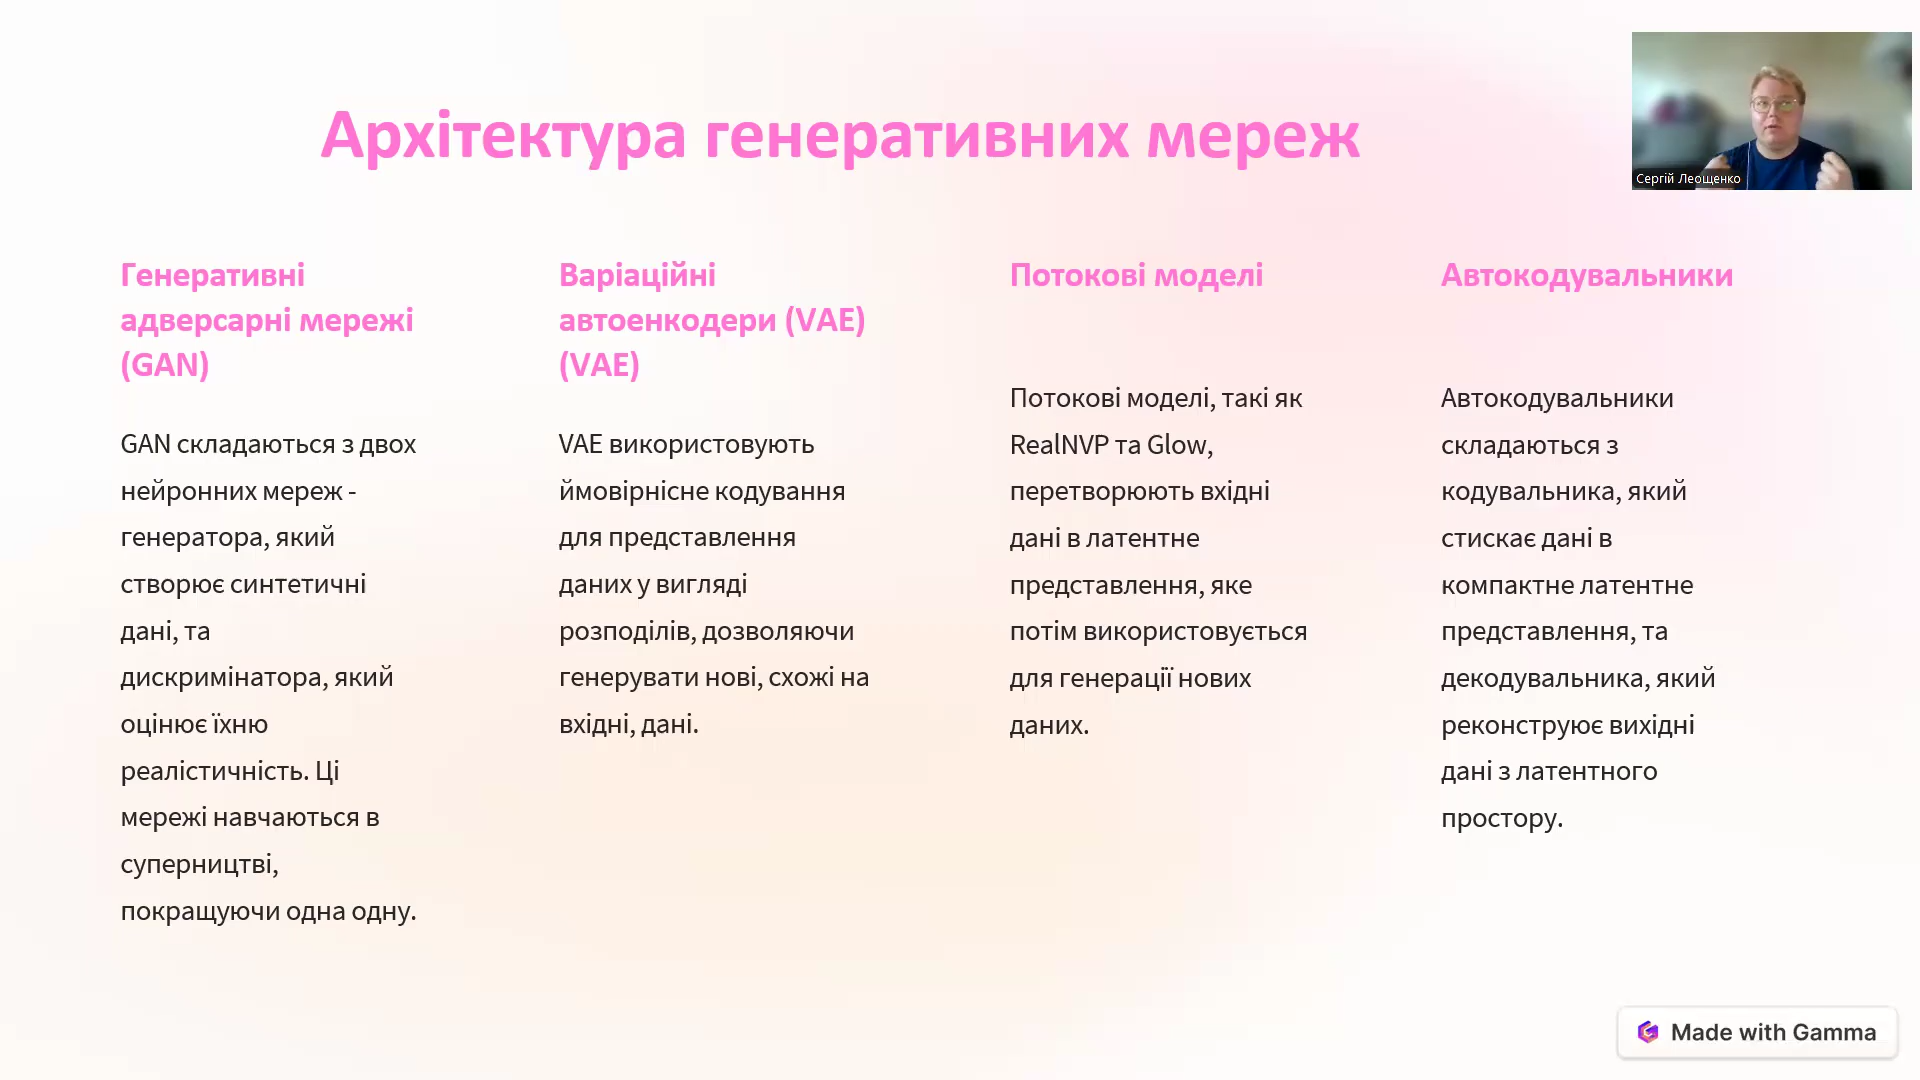 Архітектура генеративних мереж
Сергій Леощенко
Генеративні
адверсарні мережі
(GAN)
GAN складаються з двох
нейронних мереж -
генератора, який
створює синтетичні
дані, та
дискримінатора, який
оцінює їхню
реалістичність. Ці
мережі навчаються в
суперництві,
покращуючи одна одну.
Варіаційні
автоенкодери (VAE)
(VAE)
VAE використовують
ймовірнісне кодування
для представлення
даних у вигляді
розподілів, дозволяючи
генерувати нові, схожі на
вхідні, дані.
Потокові моделі
Потокові моделі, такі як
RealNVP та Glow,
перетворюють вхідні
дані в латентне
представлення, яке
потім використовується
для генерації нових
даних.
Автокодувальники
Автокодувальники
складаються з
кодувальника, який
стискає дані в
компактне латентне
представлення, та
декодувальника, який
реконструює вихідні
дані з латентного
простору.
Made with Gamma